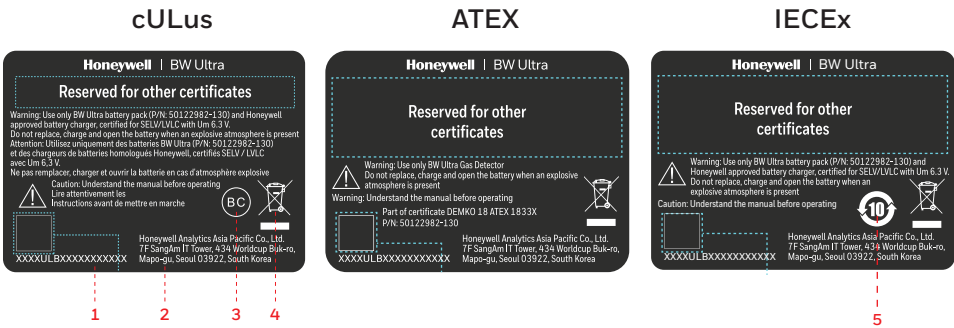 cULus
ATEX
IECEx
Honeywell | BW Ultra
Reserved for other certificates
Warning: Use only BW Ultra battery pack (P/N: 50122982-130) and Honeywell
approved battery charger, certified for SELV/LVLC with Um 6.3 V.
Do not replace, charge and open the battery when an explosive atmosphere is present
Attention: Utilisez uniquement des batteries BW Ultra (P/N: 50122982-130)
et des chargeurs de batteries homologués Honeywell, certifiés SELV / LVLC
avec Um 6,3 V.
Ne pas remplacer, charger et ouvrir la batterie en cas d'atmosphère explosive
Caution: Understand the manual before operating
Lire attentivement les
Instructions avant de mettre en marche
BC
Honeywell Analytics Asia Pacific Co., Ltd.
7F SangAm IT Tower, 434 Worldcup Buk-ro,
Mapo-gu, Seoul 03922, South Korea
XXXXULBXXXXXXXXXXX
1
2
3
4
Honeywell | BW Ultra
Reserved for other
certificates
Warning: Use only BW Ultra Gas Detector
Do not replace, charge and open the battery when an explosive
atmosphere is present
Warning: Understand the manual before operating
Part of certificate DEMKO 18 ATEX 1833X
P/N: 50122982-130
Honeywell Analytics Asia Pacific Co., Ltd.
7F SangAm IT Tower, 434 Worldcup Buk-ro,
Mapo-gu, Seoul 03922, South Korea
XXXXULBXXXXXXXXXXX
Honeywell | BW Ultra
Reserved for other
certificates
Warning: Use only BW Ultra battery pack (P/N: 50122982-130) and
Honeywell approved battery charger, certified for SELV/LVLC with Um 6.3 V.
Do not replace, charge and open the battery when an
explosive atmosphere is present
Caution: Understand the manual before operating
10
Honeywell Analytics Asia Pacific Co., Ltd.
7F SangAm IT Tower, 434 Worldcup Buk-ro,
Mapo-gu, Seoul 03922, South Korea
XXXXULBXXXXXXXXXXX
5